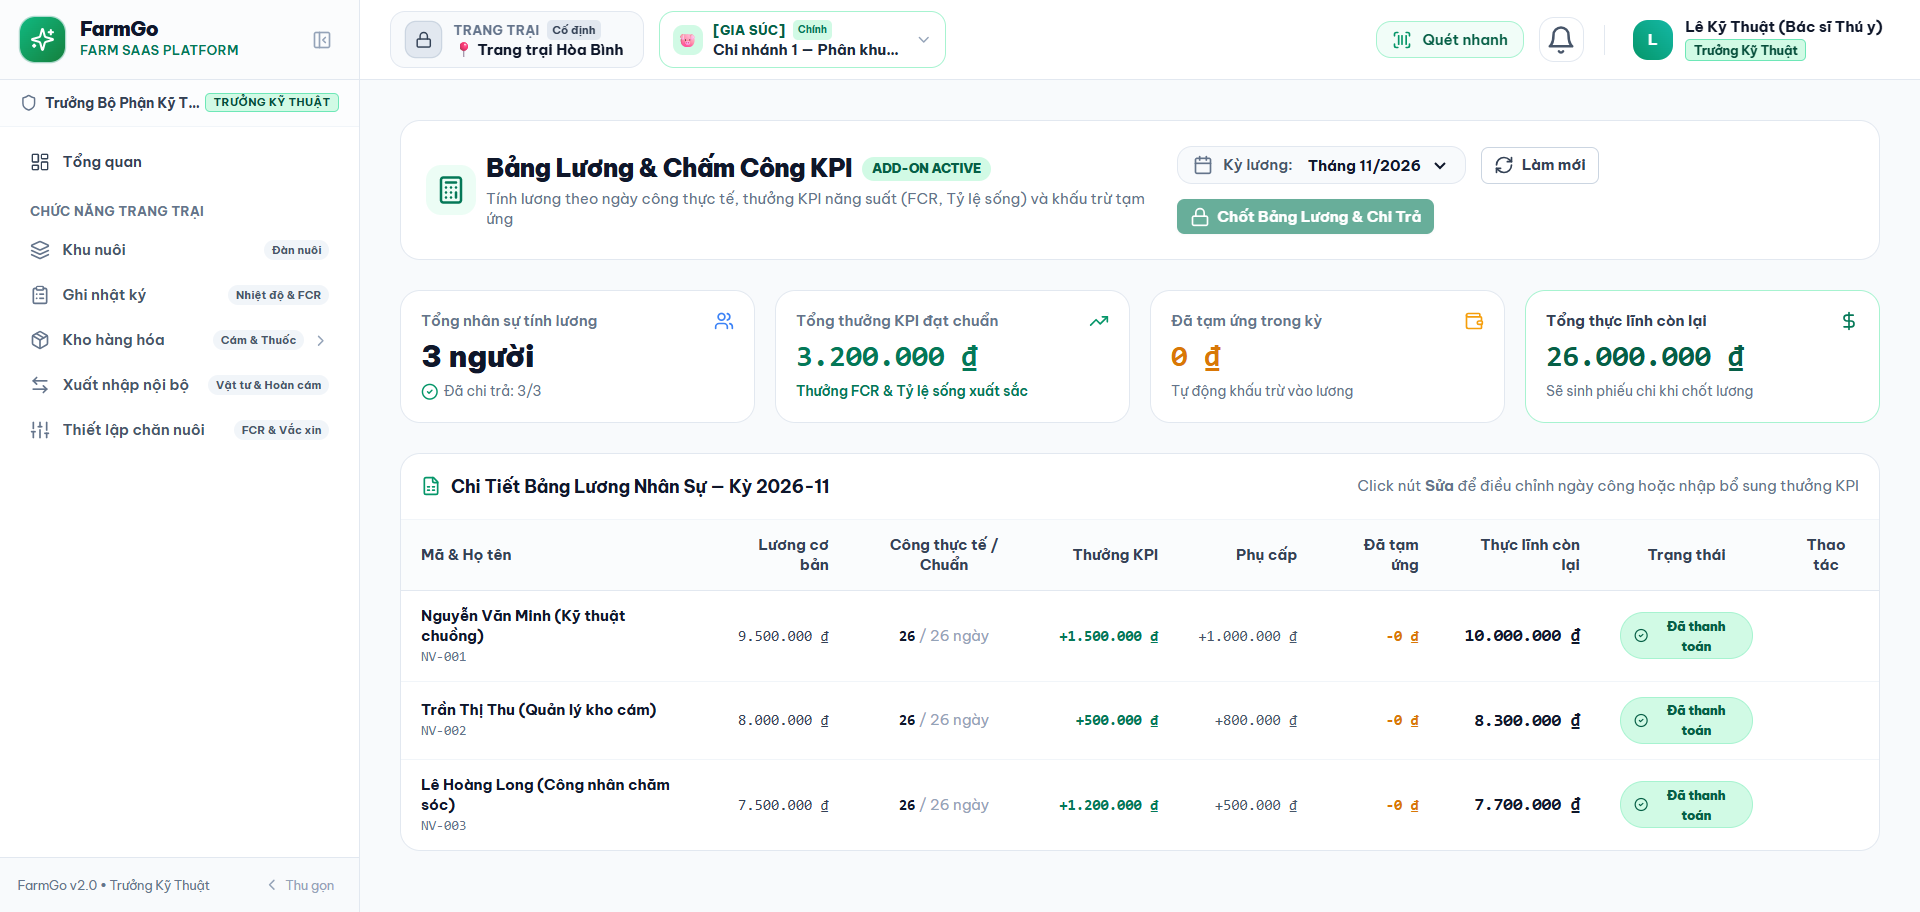 FarmGo
FARM SAAS PLATFORM
Trưởng Bộ Phận Kỹ T... TRƯỞNG KỸ THUẬT
Tổng quan
CHỨC NĂNG TRANG TRẠI
Khu nuôi Đàn nuôi
Ghi nhật ký Nhiệt độ & FCR
Kho hàng hóa Cám & Thuốc
Xuất nhập nội bộ Vật tư & Hoàn cám
Thiết lập chăn nuôi FCR & Vắc xin
FarmGo v2.0 • Trưởng Kỹ Thuật Thu gọn
TRANG TRẠI Cố định
Trang trại Hòa Bình
[GIA SÚC] Chính
Chi nhánh 1 — Phân khu...
Quét nhanh
L
Lê Kỹ Thuật (Bác sĩ Thú y)
Trưởng Kỹ Thuật
Bảng Lương & Chấm Công KPI ADD-ON ACTIVE
Tính lương theo ngày công thực tế, thưởng KPI năng suất (FCR, Tỷ lệ sống) và khấu trừ tạm
ứng
Kỳ lương: Tháng 11/2026
Làm mới
Chốt Bảng Lương & Chi Trả
Tổng nhân sự tính lương
3 người
Đã chi trả: 3/3
Tổng thưởng KPI đạt chuẩn
3.200.000 ₫
Thưởng FCR & Tỷ lệ sống xuất sắc
Đã tạm ứng trong kỳ
0 ₫
Tự động khấu trừ vào lương
Tổng thực lĩnh còn lại
26.000.000 ₫
Sẽ sinh phiếu chi khi chốt lương
Chi Tiết Bảng Lương Nhân Sự — Kỳ 2026-11
Click nút Sửa để điều chỉnh ngày công hoặc nhập bổ sung thưởng KPI
Mã & Họ tên
Lương cơ
bản
Công thực tế /
Chuẩn
Thưởng KPI
Phụ cấp
Đã tạm
ứng
Thực lĩnh còn
lại
Trạng thái
Thao
tác
Nguyễn Văn Minh (Kỹ thuật
chuồng)
NV-001
9.500.000 ₫
26 / 26 ngày
+1.500.000 ₫
+1.000.000 ₫
-0 ₫
10.000.000 ₫
Đã thanh
toán
Trần Thị Thu (Quản lý kho cám)
NV-002
8.000.000 ₫
26 / 26 ngày
+500.000 ₫
+800.000 ₫
-0 ₫
8.300.000 ₫
Đã thanh
toán
Lê Hoàng Long (Công nhân chăm
sóc)
NV-003
7.500.000 ₫
26 / 26 ngày
+1.200.000 ₫
+500.000 ₫
-0 ₫
7.700.000 ₫
Đã thanh
toán